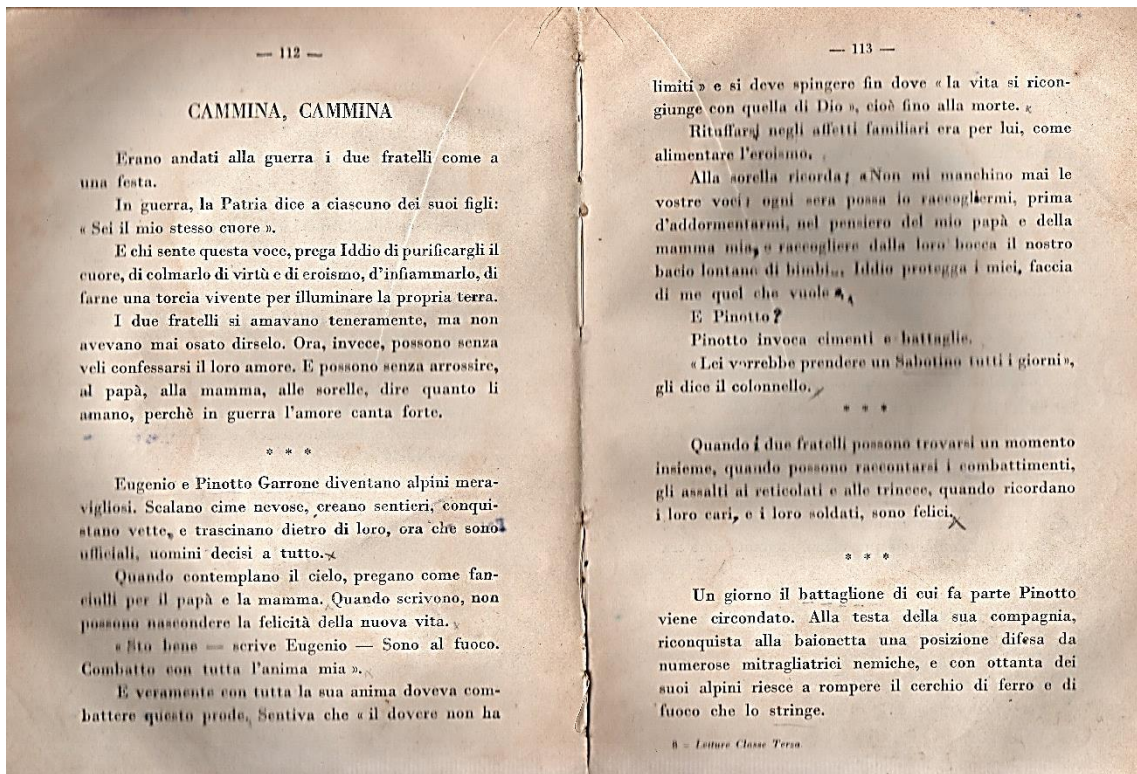 — 112 —
CAMMINA, CAMMINA
Erano andati alla guerra i due fratelli come a
una festa.
In guerra, la Patria dice a ciascuno dei suoi figli:
« Sei il mio stesso cuore ».
E chi sente questa voce, prega Iddio di purificargli il
cuore, di colmarlo di virtù e di eroismo, d'infiammarlo, di
farne una torcia vivente per illuminare la propria terra.
I due fratelli si amavano teneramente, ma non
avevano mai osato dirselo. Ora, invece, possono senza
veli confessarsi il loro amore. E possono senza arrossire,
al papà, alla mamma, alle sorelle, dire quanto li
amano, perchè in guerra l'amore canta forte.
* * *
Eugenio e Pinotto Garrone diventano alpini mera-
vigliosi. Scalano cime nevose, creano sentieri, conqui-
stano vette, e trascinano dietro di loro, ora che sono
ufficiali, uomini decisi a tutto.
Quando contemplano il cielo, pregano come fan-
ciulli per il papà e la mamma. Quando scrivono, non
possono nascondere la felicità della nuova vita.
« Sto bene — scrive Eugenio — Sono al fuoco.
Combatto con tutta l'anima mia ».
E veramente con tutta la sua anima doveva com-
battere questo prode. Sentiva che « il dovere non ha
— 113 —
limiti » e si deve spingere fin dove « la vita si ricon-
giunge con quella di Dio », cioè fino alla morte.
Rituffarsi negli affetti familiari era per lui, come
alimentare l'eroismo.
Alla sorella ricorda: «Non mi manchino mai le
vostre voci: ogni sera possa io raccogliermi, prima
d'addormentarmi, nel pensiero del mio papà e della
mamma mia, e raccogliere dalla loro bocca il nostro
bacio lontano di bimbi... Iddio protegga i miei, faccia
di me quel che vuole ».
E Pinotto?
Pinotto invoca cimenti e battaglie.
«Lei vorrebbe prendere un Sabotino tutti i giorni»,
gli dice il colonnello.
* * *
Quando i due fratelli possono trovarsi un momento
insieme, quando possono raccontarsi i combattimenti,
gli assalti ai reticolati e alle trincee, quando ricordano
i loro cari, e i loro soldati, sono felici.
* * *
Un giorno il battaglione di cui fa parte Pinotto
viene circondato. Alla testa della sua compagnia,
riconquista alla baionetta una posizione difesa da
numerose mitragliatrici nemiche, e con ottanta dei
suoi alpini riesce a rompere il cerchio di ferro e di
fuoco che lo stringe.
8 - Letture Classe Terza